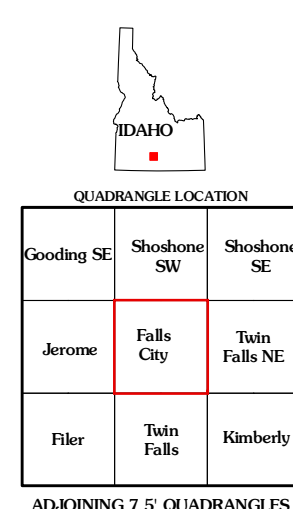 IDAHO
QUADRANGLE LOCATION
Gooding SE
Shoshone
SW
Shoshone
SE
Jerome
Falls
City
Twin
Falls NE
Filer
Twin
Falls
Kimberly
ADJOINING 7.5' QUADRANGLES